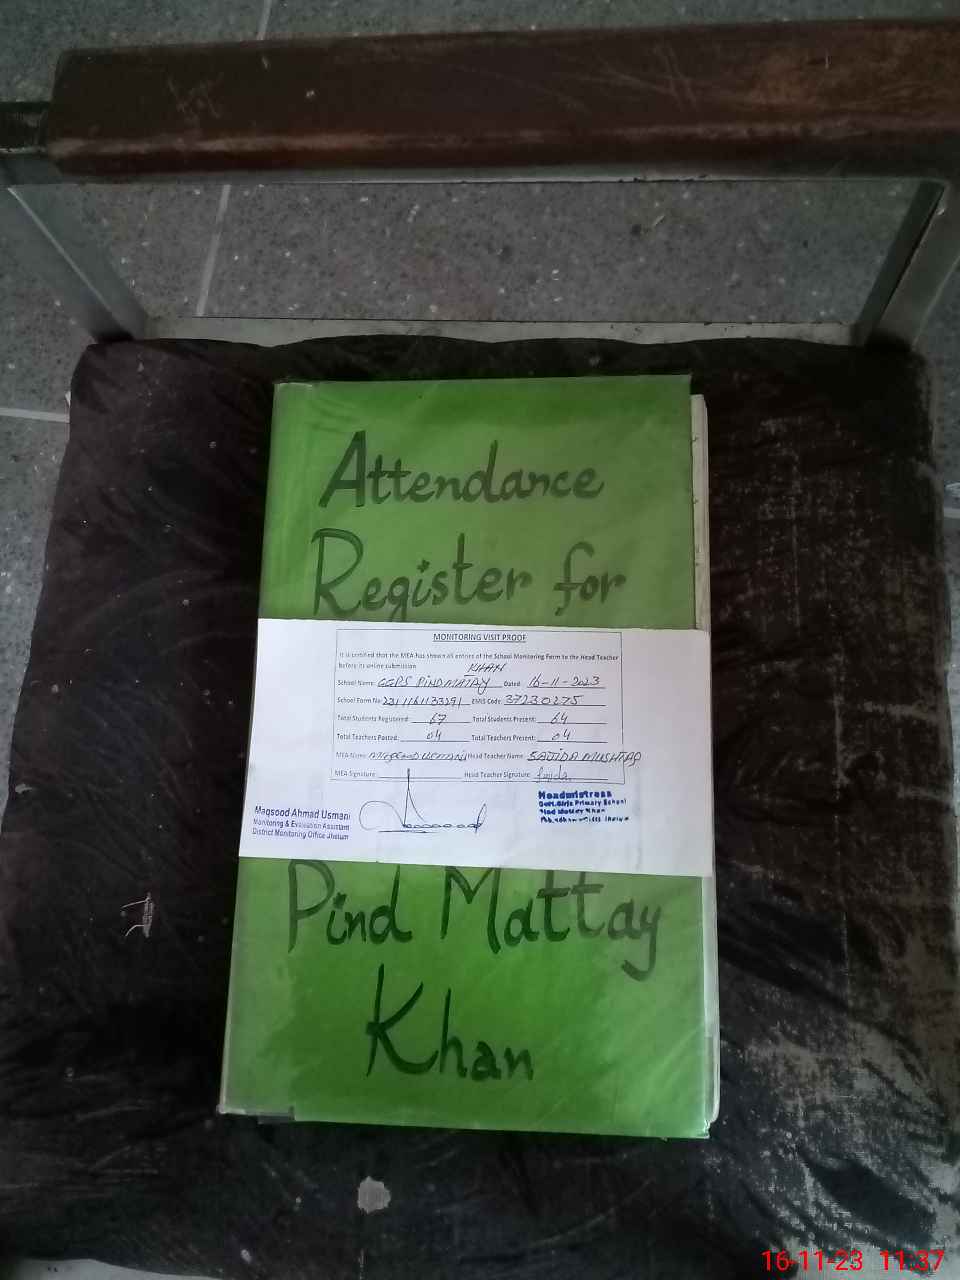 Attendance
Register for
MONITORING VISIT PROOF
It is certified that the MEA has shown all entries of the School Monitoring Form to the Head Teacher
before its online submission
KHAN
School Name: GGPS PINDMATAY Dated: 16-11-2023
School Form No: 2311161133291 EMIS Code: 37230275
Total Students Registered: 67 Total Students Present: 64
Total Teachers Posted: 04 Total Teachers Present: 04
MEA Name: MAQSOOD USMANI Head Teacher Name: SAJIDA MUSHTAQ
MEA Signature: Head Teacher Signature: Sajida
Maqsood Ahmad Usmani
Monitoring & Evaluation Assistant
District Monitoring Office Jhelum
Headmistress
Govt. Girls Primary School
Pind Mattay Khan
Jhelum
Pind Mattay
Khan
16-11-23 11:37